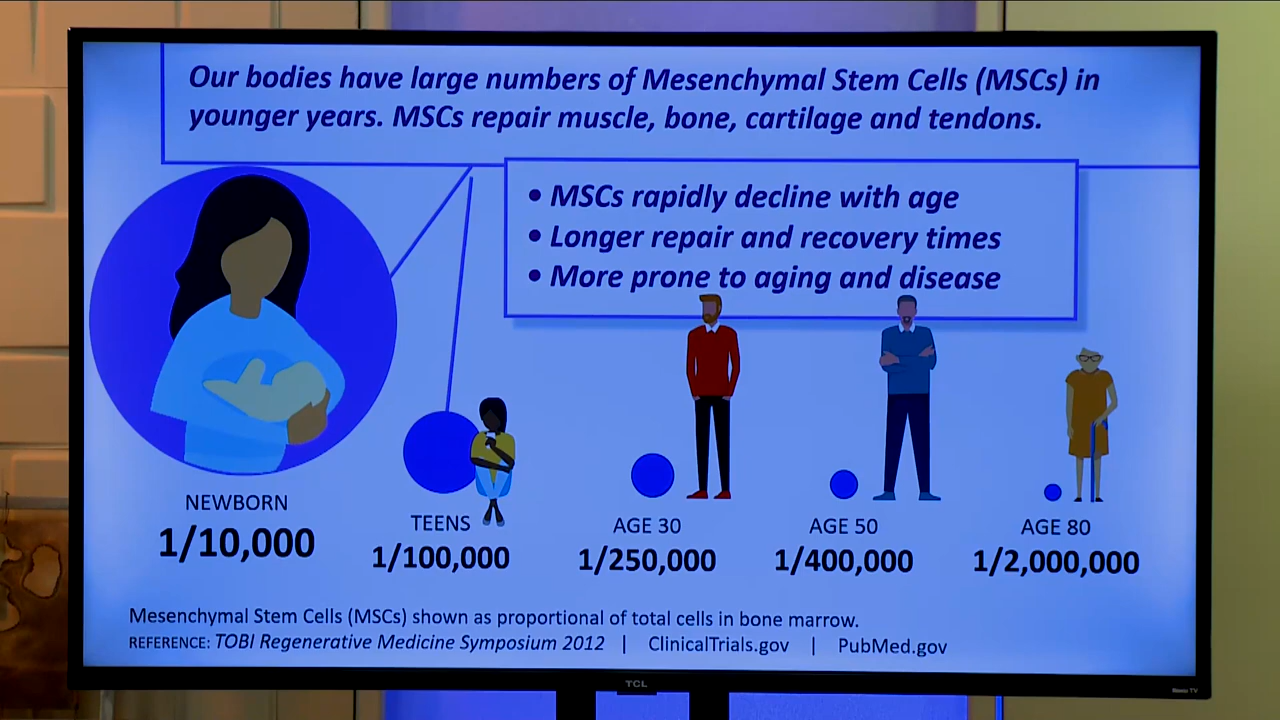 Our bodies have large numbers of Mesenchymal Stem Cells (MSCs) in
younger years. MSCs repair muscle, bone, cartilage and tendons.
• MSCs rapidly decline with age
• Longer repair and recovery times
• More prone to aging and disease
NEWBORN
1/10,000
TEENS
1/100,000
AGE 30
1/250,000
AGE 50
1/400,000
AGE 80
1/2,000,000
Mesenchymal Stem Cells (MSCs) shown as proportional of total cells in bone marrow.
REFERENCE: TOBI Regenerative Medicine Symposium 2012 | ClinicalTrials.gov | PubMed.gov
TCL
Roku TV